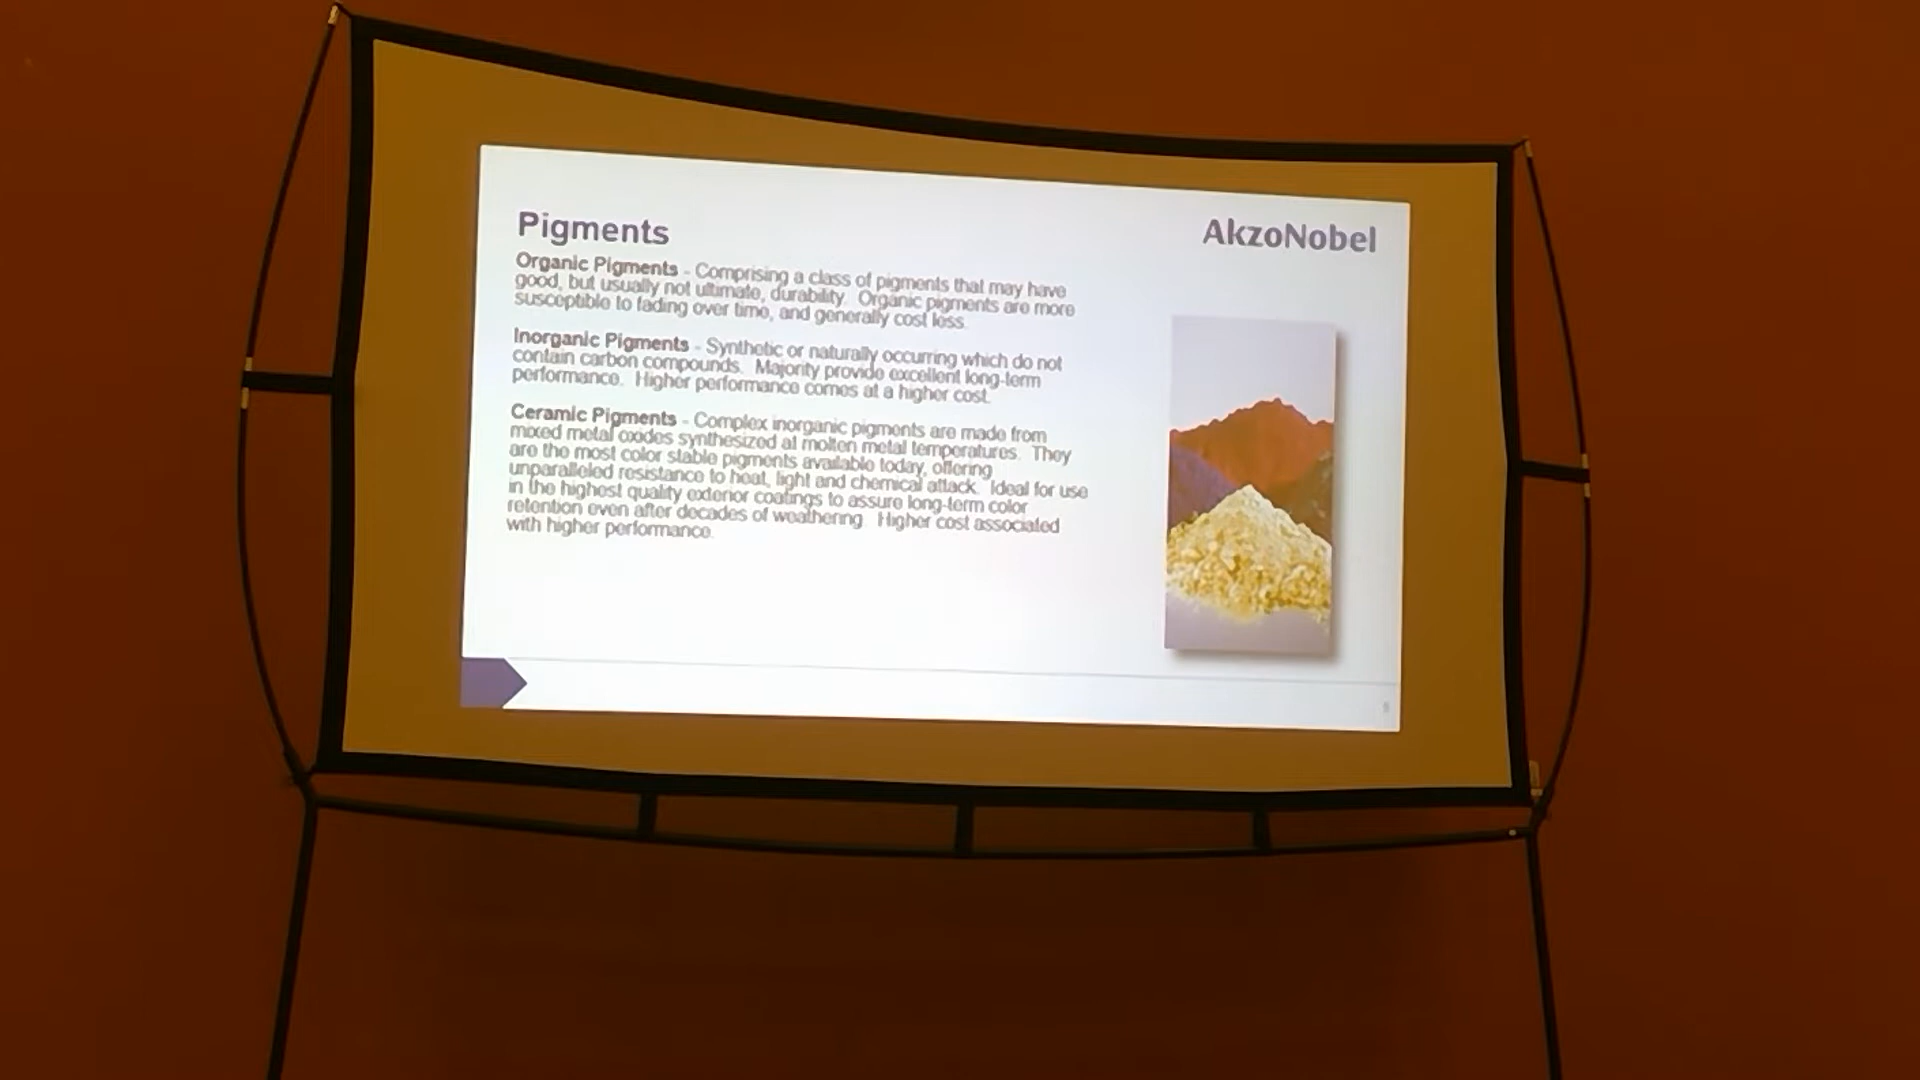 Pigments
AkzoNobel
Organic Pigments - Comprising a class of pigments that may have
good, but usually not ultimate, durability. Organic pigments are more
susceptible to fading over time, and generally cost less.
Inorganic Pigments - Synthetic or naturally occurring which do not
contain carbon compounds. Majority provide excellent long-term
performance. Higher performance comes at a higher cost.
Ceramic Pigments - Complex inorganic pigments are made from
mixed metal oxides synthesized at molten metal temperatures. They
are the most color stable pigments available today, offering
unparalleled resistance to heat, light and chemical attack. Ideal for use
in the highest quality exterior coatings to assure long-term color
retention even after decades of weathering. Higher cost associated
with higher performance.